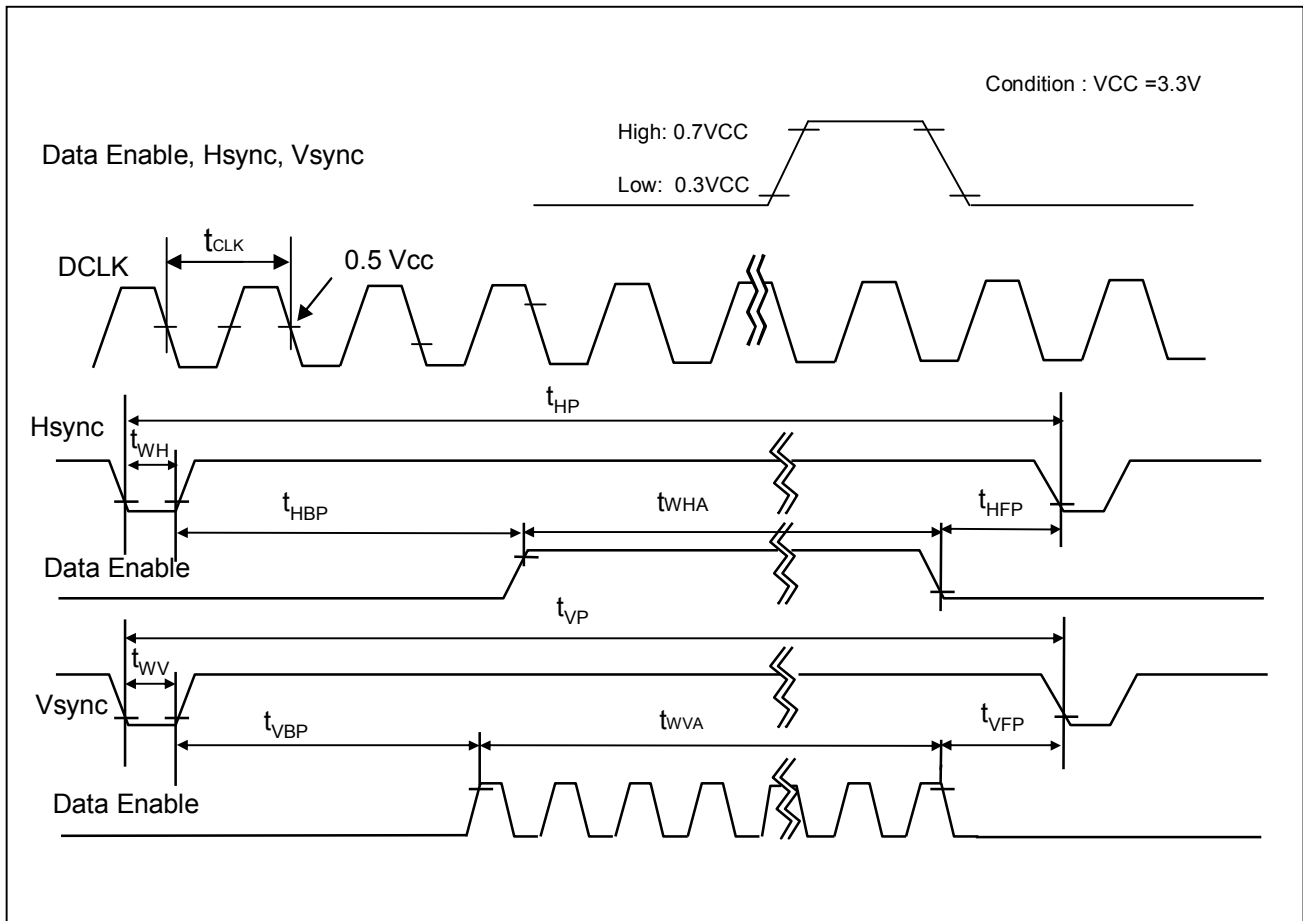 Condition : VCC =3.3V
High: 0.7VCC
Data Enable, Hsync, Vsync
Low: 0.3VCC
tCLK
0.5 Vcc
DCLK
tHP
Hsync
tWH
tHBP
tWHA
tHFP
Data Enable
tVP
tWV
Vsync
tVBP
tWVA
tVFP
Data Enable